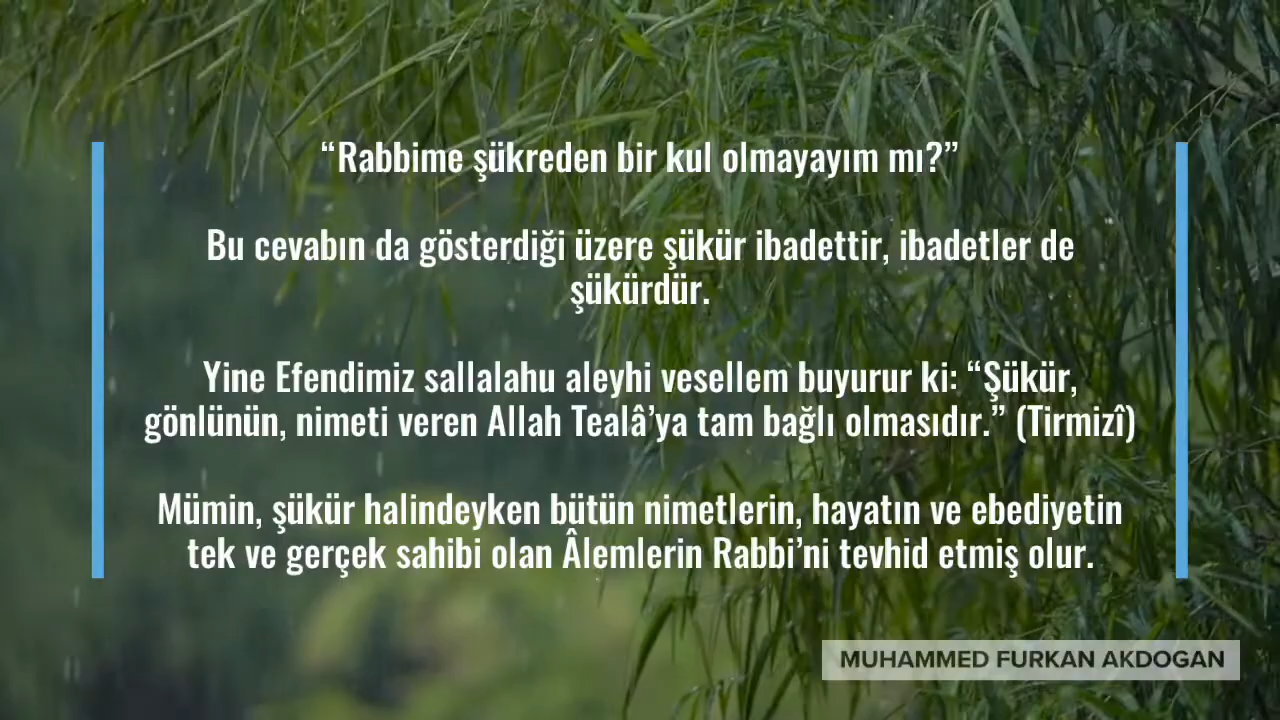 “Rabbime şükreden bir kul olmayayım mı?”
Bu cevabın da gösterdiği üzere şükür ibadettir, ibadetler de
şükürdür.
Yine Efendimiz sallalahu aleyhi vesellem buyurur ki: “Şükür,
gönlünün, nimeti veren Allah Tealâ’ya tam bağlı olmasıdır.” (Tirmizî)
Mümin, şükür halindeyken bütün nimetlerin, hayatın ve ebediyetin
tek ve gerçek sahibi olan Âlemlerin Rabbi’ni tevhid etmiş olur.
MUHAMMED FURKAN AKDOGAN